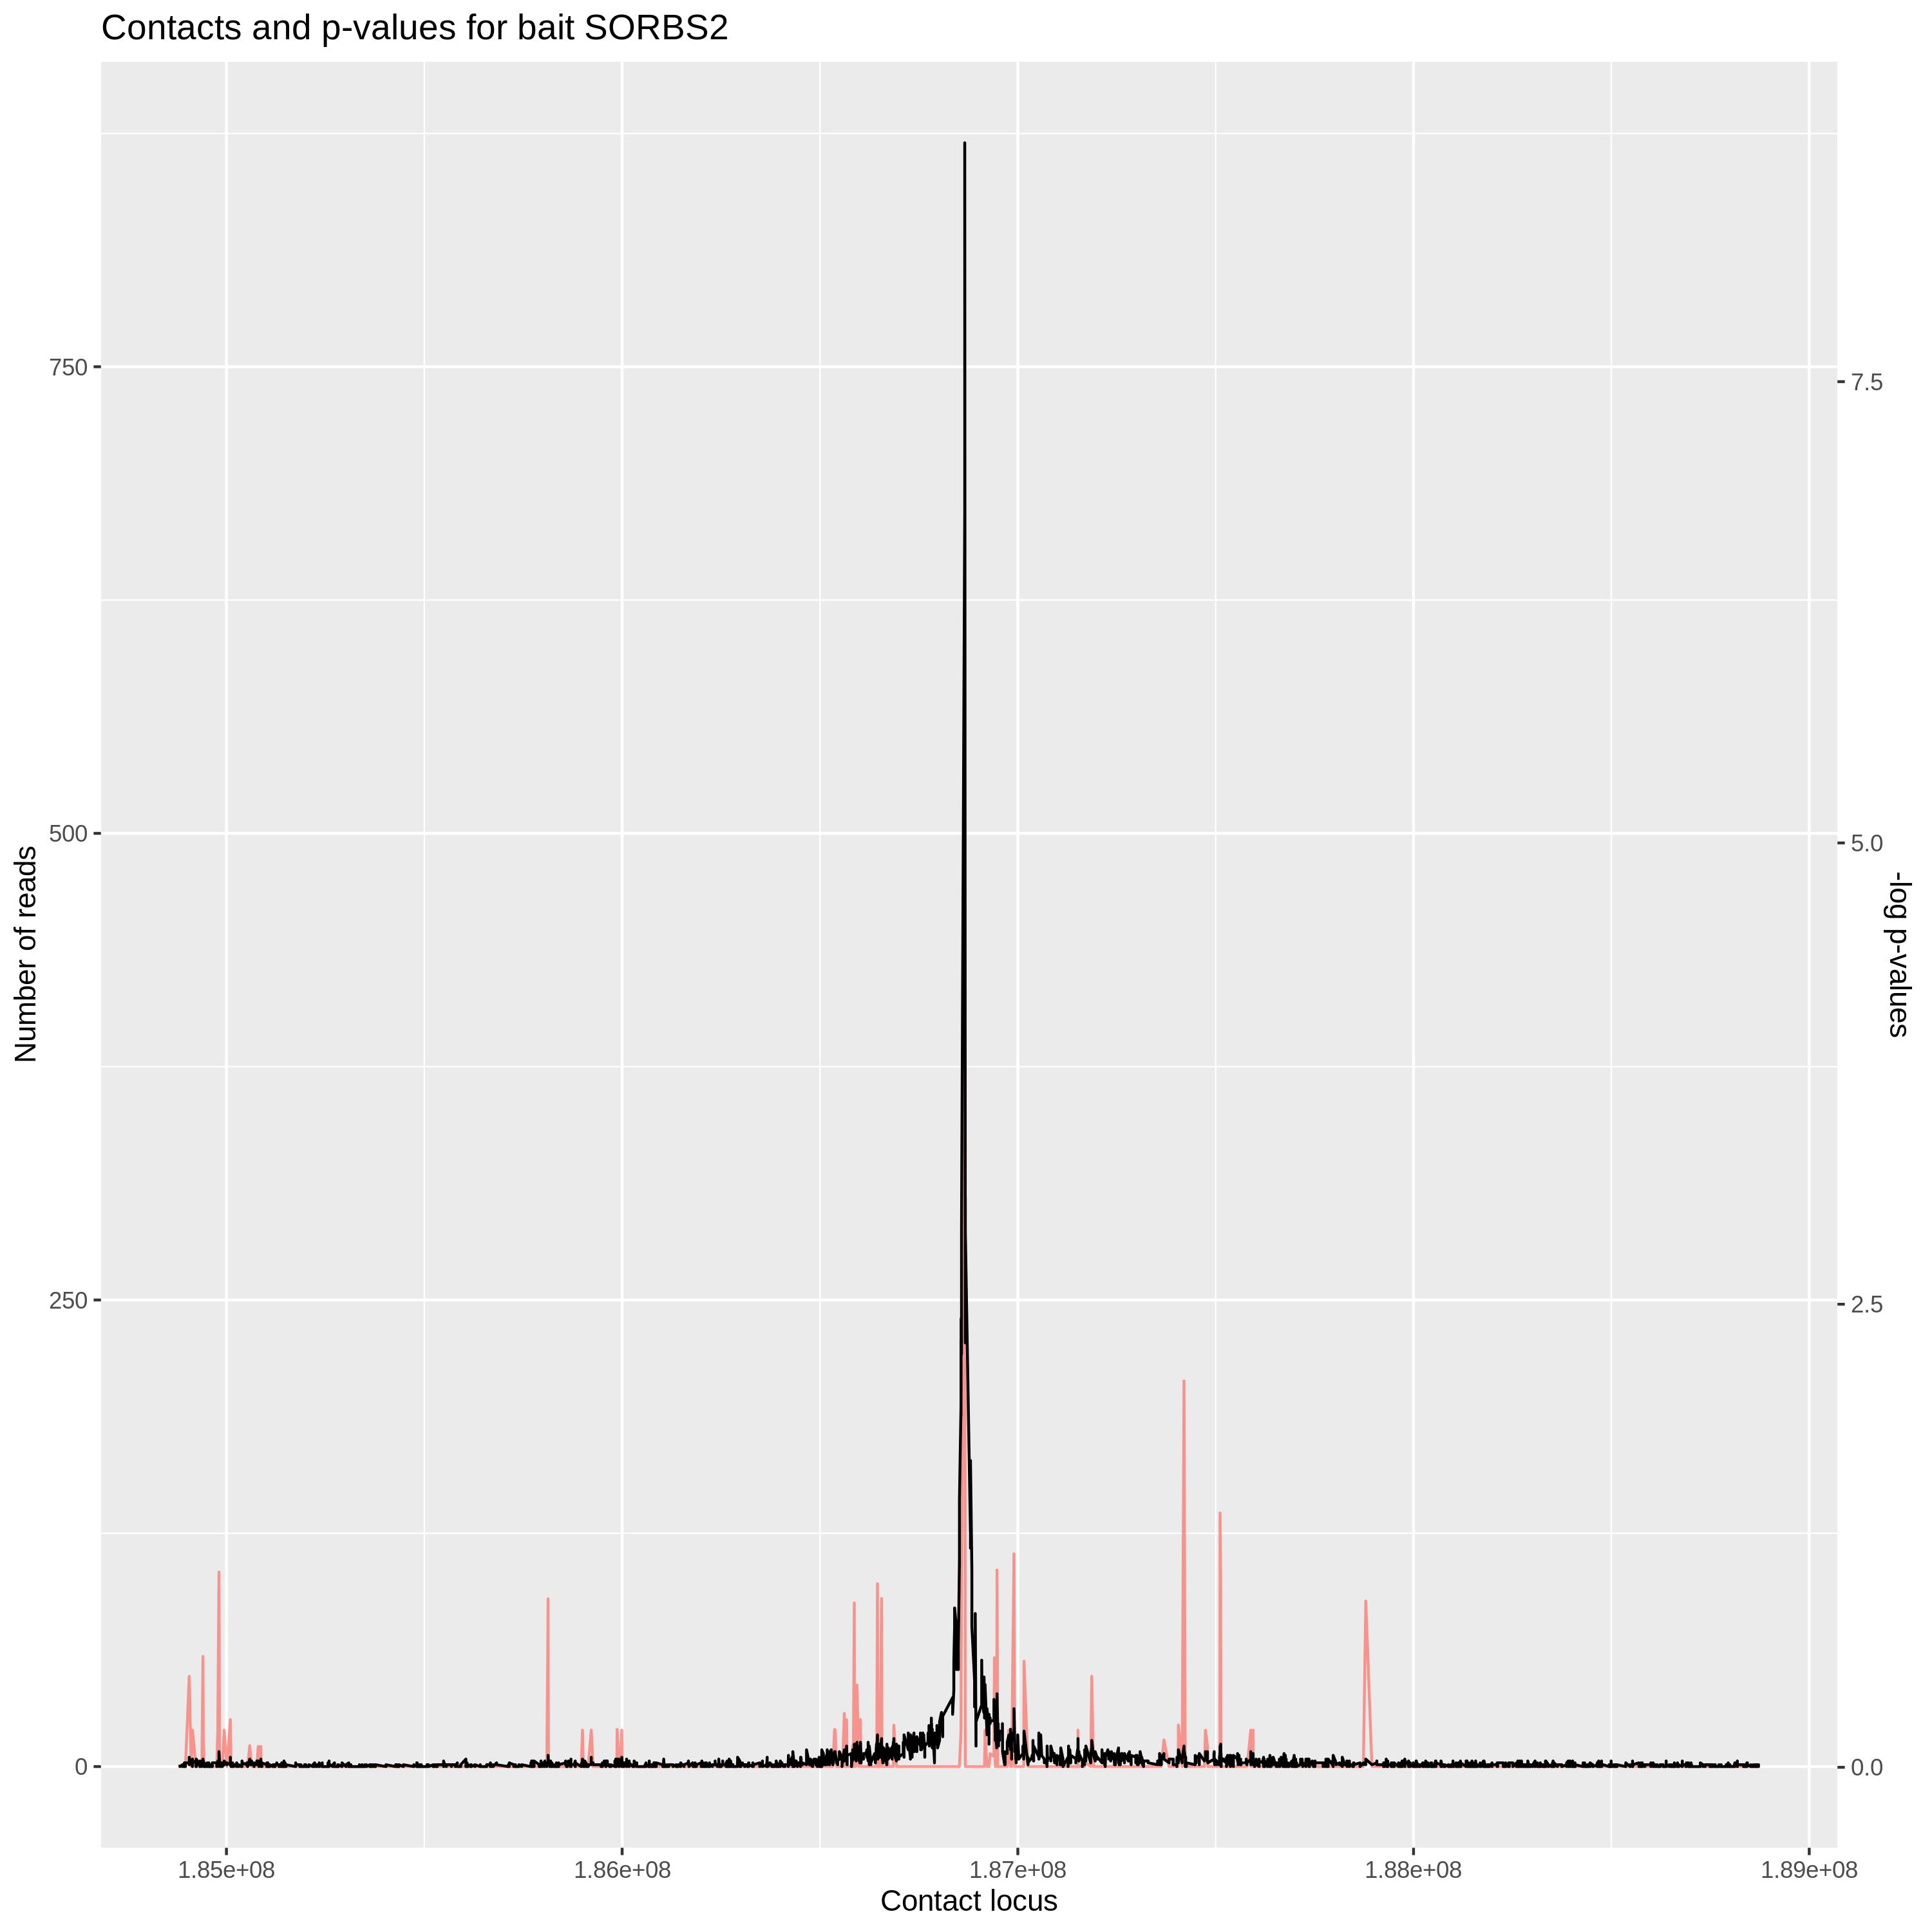 Contacts and p-values for bait SORBS2
750
500
250
0
Number of reads
7.5
5.0
2.5
0.0
-log p-values
1.85e+08
1.86e+08
1.87e+08
1.88e+08
1.89e+08
Contact locus